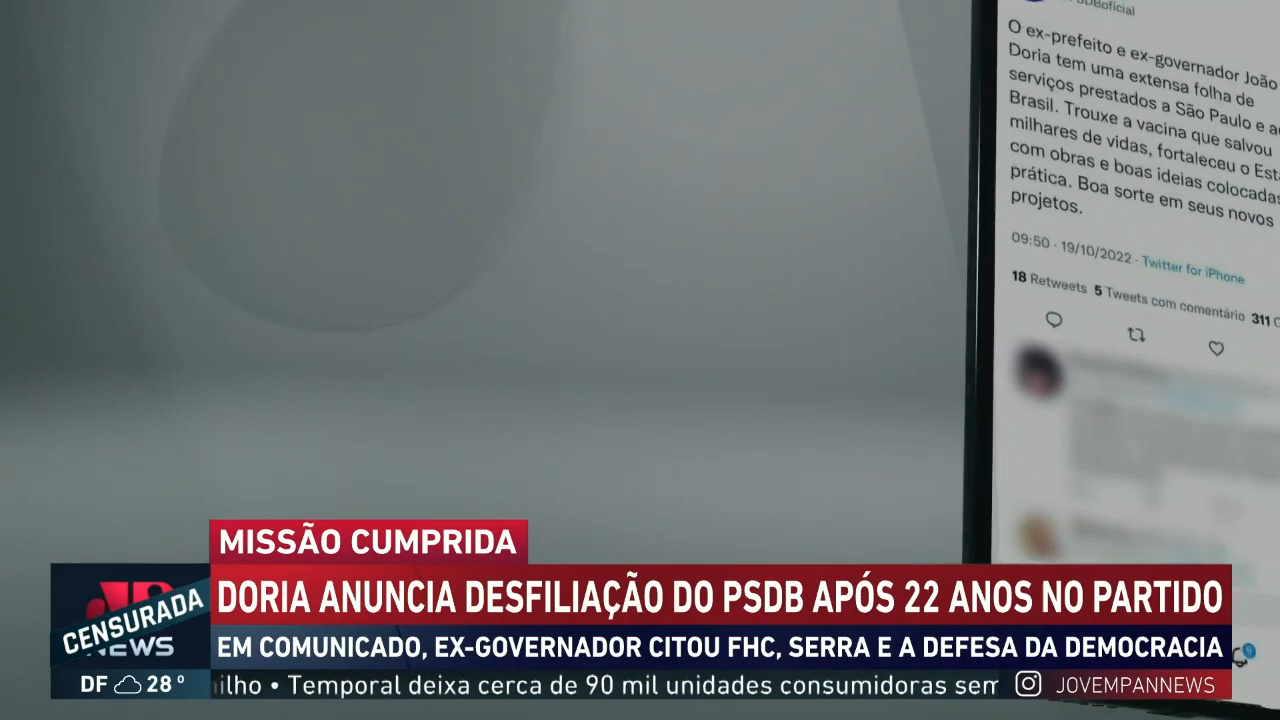 O ex-prefeito e ex-governador João
Doria tem uma extensa folha de
serviços prestados a São Paulo e
Brasil. Trouxe a vacina que salvou
milhares de vidas, fortaleceu o
com obras e boas ideias colocadas
prática. Boa sorte em seus novos
projetos.
09:50 · 19/10/2022 · Twitter for iPhone
18 Retweets 5 Tweets com comentário 311
MISSÃO CUMPRIDA
DORIA ANUNCIA DESFILIAÇÃO DO PSDB APÓS 22 ANOS NO PARTIDO
EM COMUNICADO, EX-GOVERNADOR CITOU FHC, SERRA E A DEFESA DA DEMOCRACIA
JP
CENSURADA
NEWS
DF 28°
ilho • Temporal deixa cerca de 90 mil unidades consumidoras sem
JOVEMPANNEWS